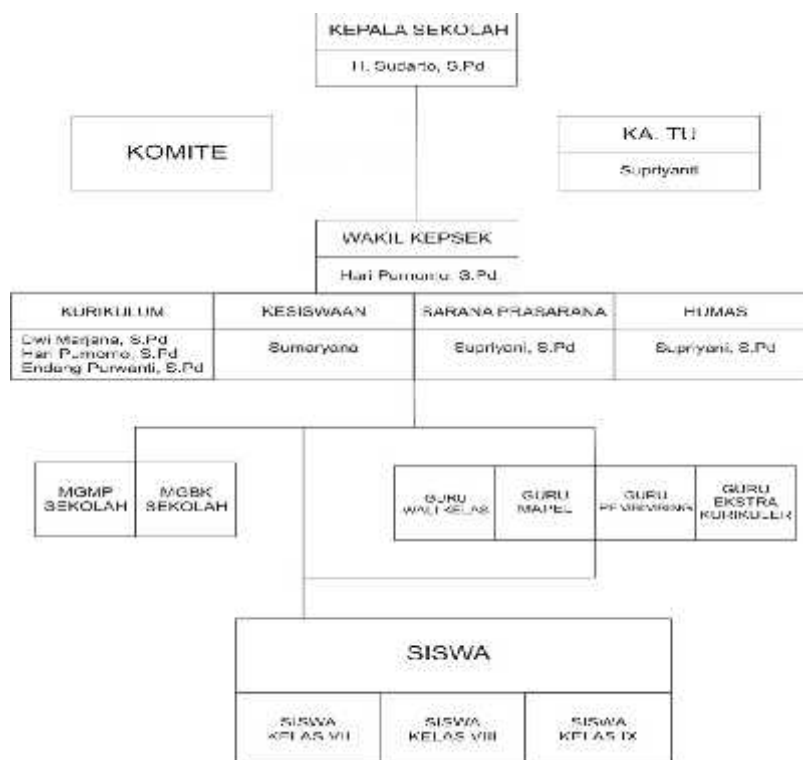 KEPALA SEKOLAH
H. Sudarto, S.Pd
KOMITE
KA. TU
Supriyanti
WAKIL KEPSEK
Hari Purnomo, S.Pd
KURIKULUM
Dwi Marjana, S.Pd
Hari Purnomo, S.Pd
Endang Purwanti, S.Pd
KESISWAAN
Sumaryana
SARANA PRASARANA
Supriyani, S.Pd
HUMAS
Supriyani, S.Pd
MGMP
SEKOLAH
MGBK
SEKOLAH
GURU
WALI KELAS
GURU
MAPEL
GURU
PEMBIMBING
GURU
EKSTRA
KURIKULER
SISWA
SISWA
KELAS VII
SISWA
KELAS VIII
SISWA
KELAS IX